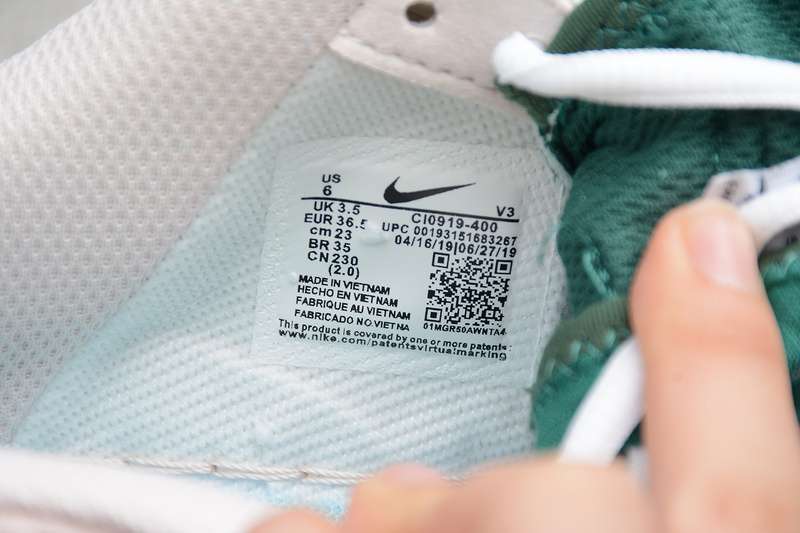 US
6
UK 3.5
EUR 36.5
cm 23
BR 35
CN 230
(2.0)
V3
CI0919-400
UPC 00193151683267
04/16/19|06/27/19
MADE IN VIETNAM
HECHO EN VIETNAM
FABRIQUE AU VIETNAM
FABRICADO NO VIETNA
01MGR50AWNTA4
This product is covered by one or more patents:
www.nike.com/patentsvirtual:marking